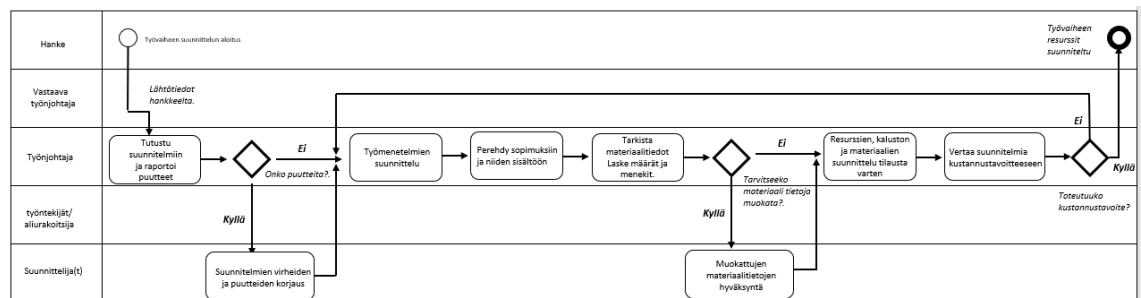 Hanke
Työvaiheen suunnittelun aloitus
Työvaiheen
resurssit
suunniteltu
Vastaava
työnjohtaja
Lähtötiedot
hankkeelta.
Työnjohtaja
Tutustu
suunnitelmiin
ja raportoi
puutteet
Ei
Onko puutteita?.
Kyllä
Työmenetelmien
suunnittelu
Perehdy sopimuksiin
ja niiden sisältöön
Tarkista
materiaalitiedot
Laske määrät ja
menekit.
Ei
Tarvitseeko
materiaali tietoja
muokata?.
Kyllä
Resurssien, kaluston
ja materiaalien
suunnittelu tilausta
varten
Vertaa suunnitelmia
kustannustavoitteeseen
Ei
Kyllä
Toteutuuko
kustannustavoite?
työntekijät/
aliurakoitsija
Suunnittelija(t)
Suunnitelmien virheiden
ja puutteiden korjaus
Muokattujen
materiaalitietojen
hyväksyntä